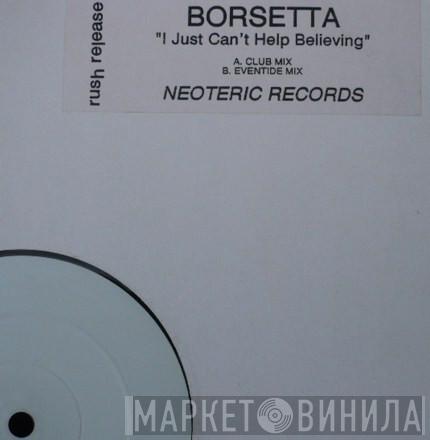 rush release
BORSETTA
"I Just Can't Help Believing"
A. CLUB MIX
B. EVENTIDE MIX
NEOTERIC RECORDS
МАРКЕТ ВИНИЛА